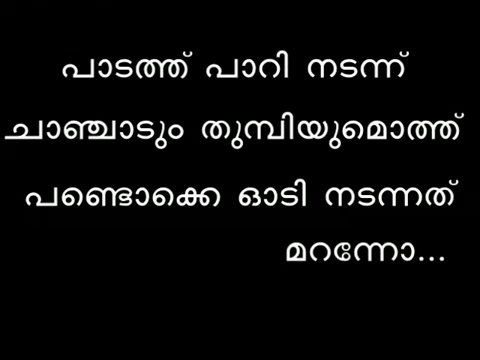 പാടത്ത് പാറി നടന്ന്
ചാഞ്ചാടും തുമ്പിയുമൊത്ത്
പണ്ടൊക്കെ ഓടി നടന്നത്
മറന്നോ...